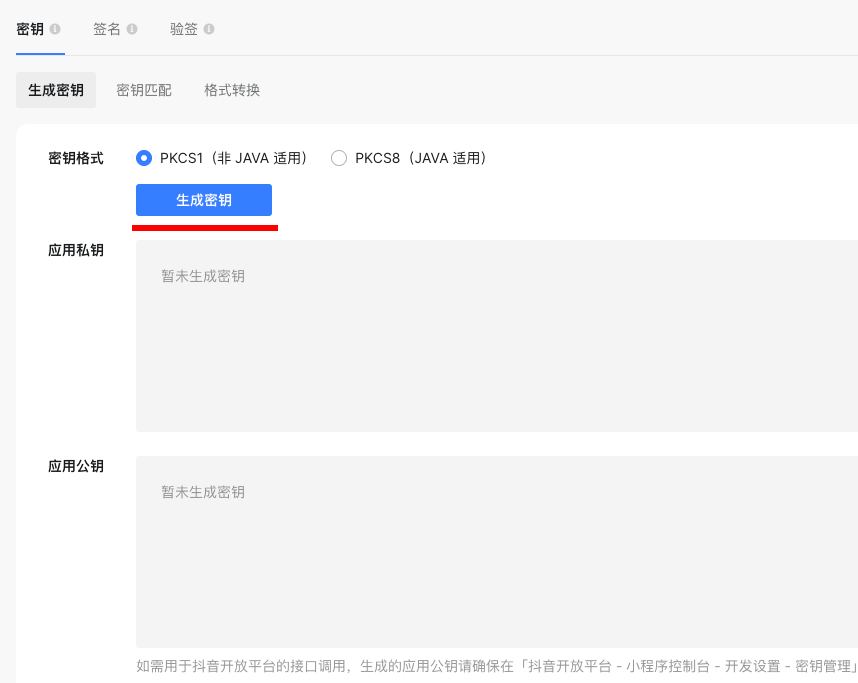 密钥 签名 验签
生成密钥 密钥匹配 格式转换
密钥格式 PKCS1（非 JAVA 适用） PKCS8（JAVA 适用）
生成密钥
应用私钥
暂未生成密钥
应用公钥
暂未生成密钥
如需用于抖音开放平台的接口调用，生成的应用公钥请确保在「抖音开放平台 - 小程序控制台 - 开发设置 - 密钥管理」